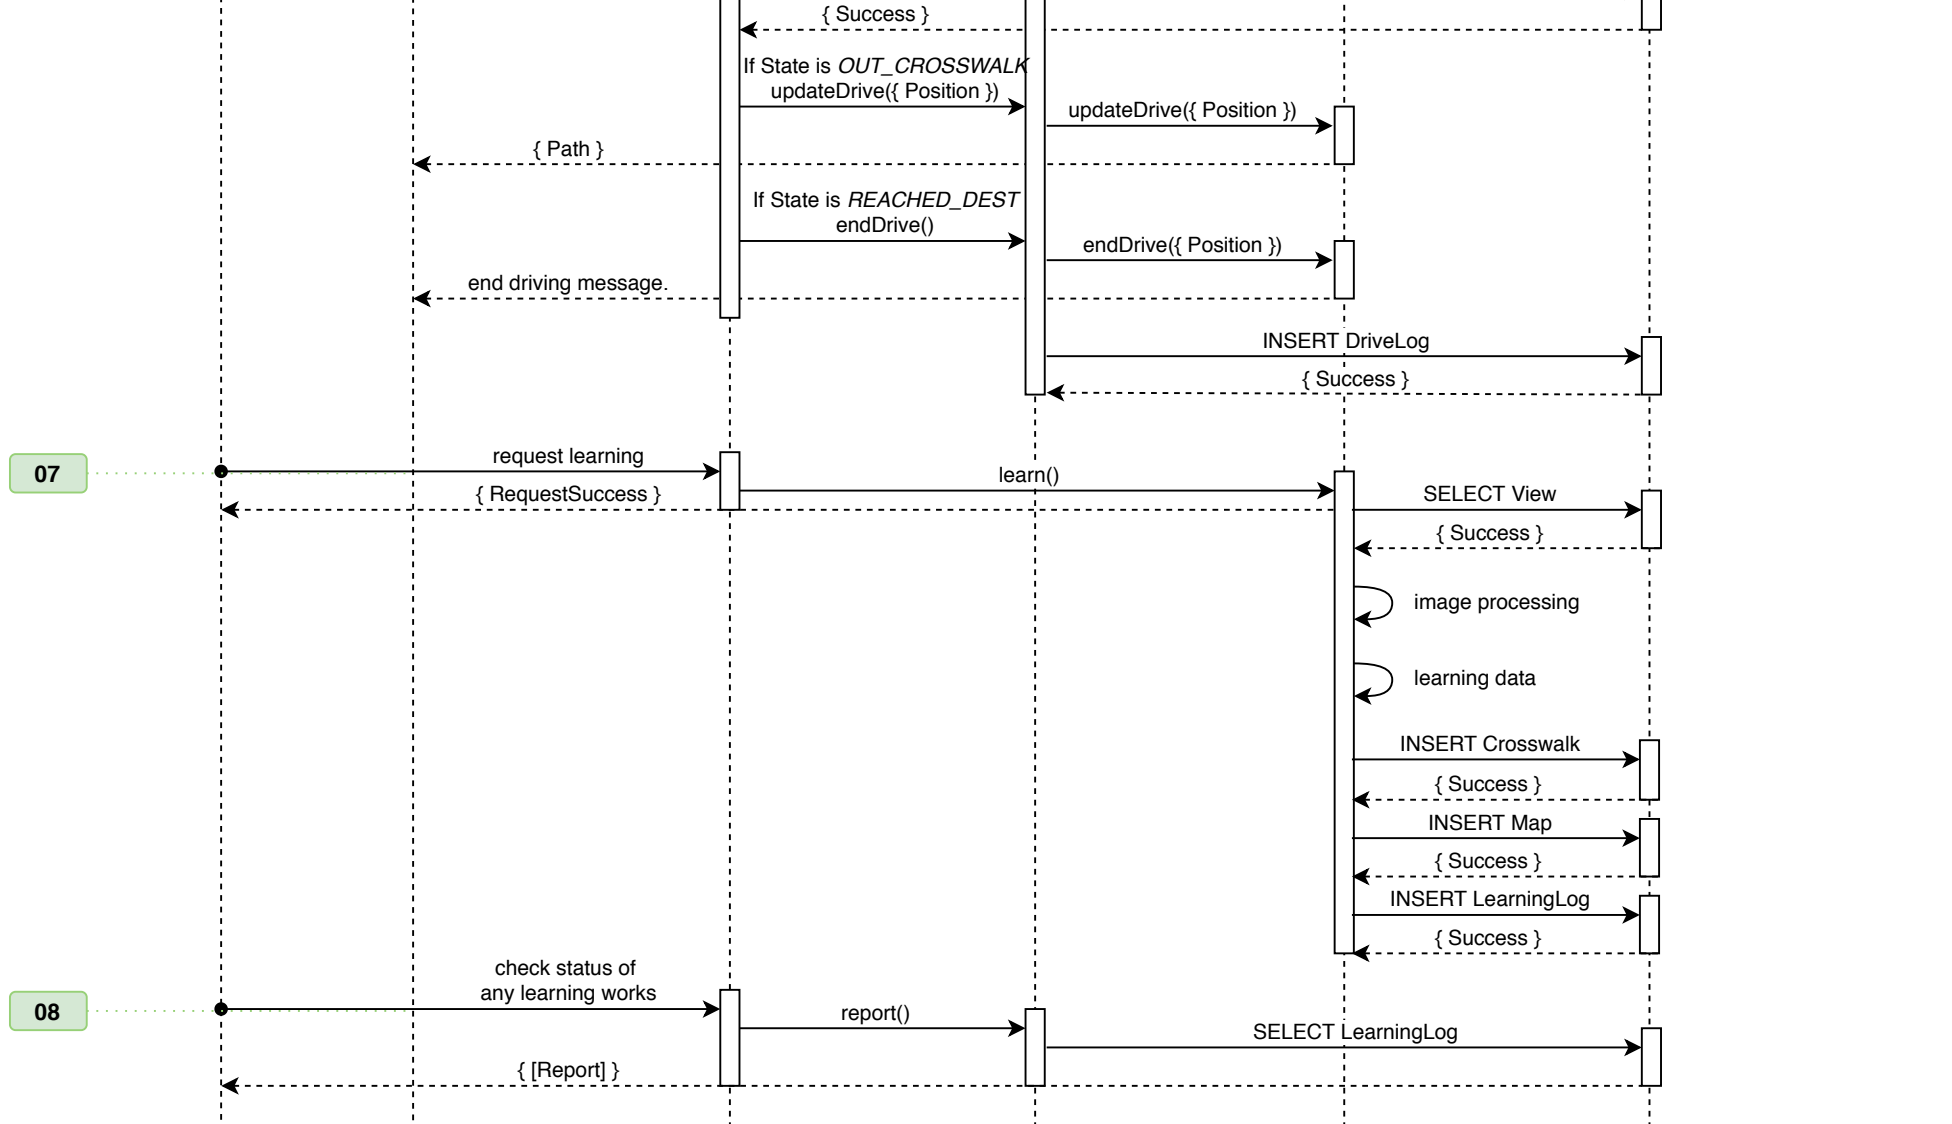 { Success }
If State is OUT_CROSSWALK
updateDrive({ Position })
updateDrive({ Position })
{ Path }
If State is REACHED_DEST
endDrive()
endDrive({ Position })
end driving message.
INSERT DriveLog
{ Success }
07
request learning
learn()
{ RequestSuccess }
SELECT View
{ Success }
image processing
learning data
INSERT Crosswalk
{ Success }
INSERT Map
{ Success }
INSERT LearningLog
{ Success }
08
check status of
any learning works
report()
SELECT LearningLog
{ [Report] }